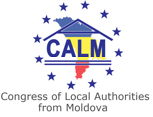 CALM
Congress of Local Authorities
from Moldova